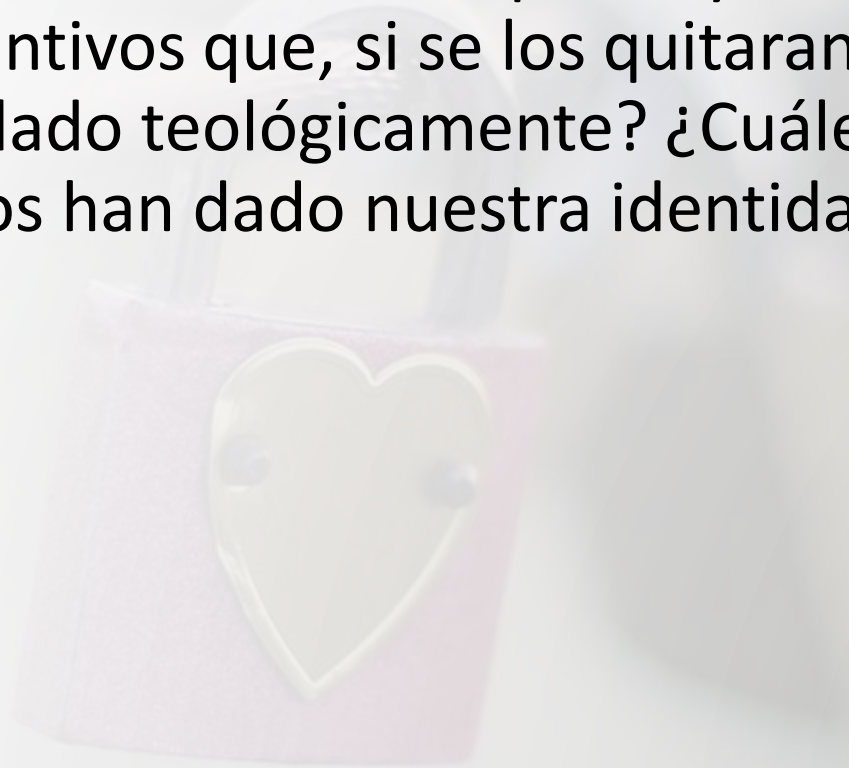 ntivos que, si se los quitaran
lado teológicamente? ¿Cuále
os han dado nuestra identida